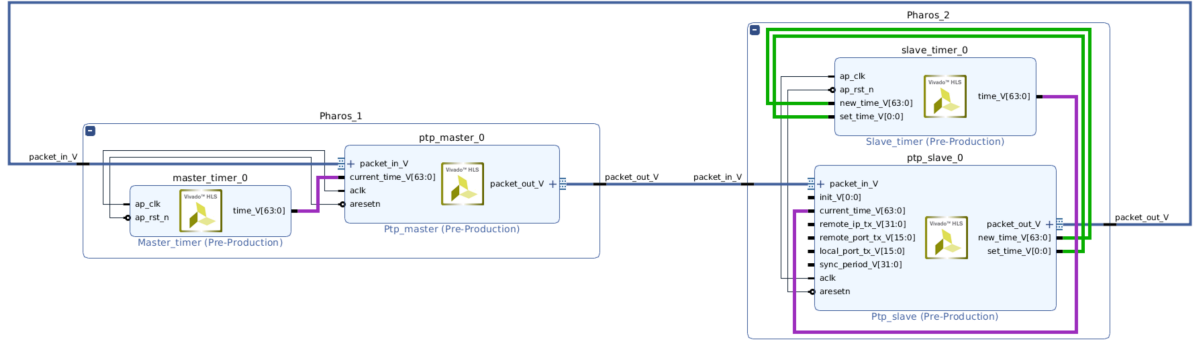 Pharos_1
packet_in_V
ptp_master_0
packet_in_V
current_time_V[63:0]
aclk
aresetn
Vivado™ HLS
packet_out_V
Ptp_master (Pre-Production)
master_timer_0
ap_clk
ap_rst_n
Vivado™ HLS
time_V[63:0]
Master_timer (Pre-Production)
packet_out_V
packet_in_V
Pharos_2
slave_timer_0
ap_clk
ap_rst_n
new_time_V[63:0]
set_time_V[0:0]
Vivado™ HLS
time_V[63:0]
Slave_timer (Pre-Production)
ptp_slave_0
packet_in_V
init_V[0:0]
current_time_V[63:0]
remote_ip_tx_V[31:0]
remote_port_tx_V[15:0]
local_port_tx_V[15:0]
sync_period_V[31:0]
aclk
aresetn
Vivado™ HLS
packet_out_V
new_time_V[63:0]
set_time_V[0:0]
Ptp_slave (Pre-Production)
packet_out_V